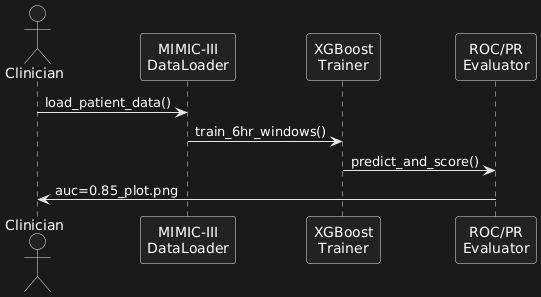 Clinician
MIMIC-III
DataLoader
XGBoost
Trainer
ROC/PR
Evaluator
load_patient_data()
train_6hr_windows()
predict_and_score()
auc=0.85_plot.png
Clinician
MIMIC-III
DataLoader
XGBoost
Trainer
ROC/PR
Evaluator